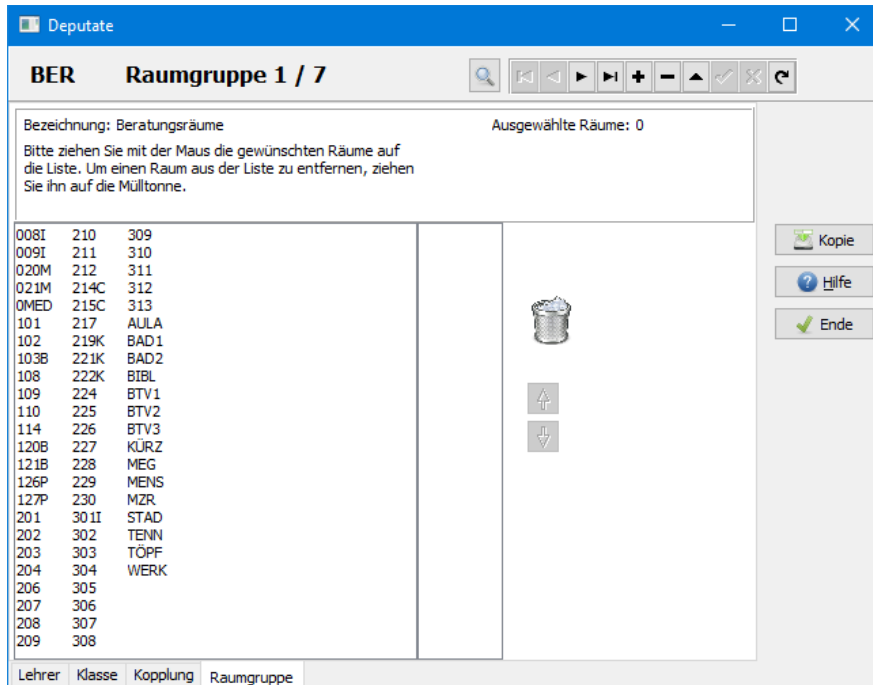 Deputate
BER Raumgruppe 1 / 7
Bezeichnung: Beratungsräume Ausgewählte Räume: 0
Bitte ziehen Sie mit der Maus die gewünschten Räume auf
die Liste. Um einen Raum aus der Liste zu entfernen, ziehen
Sie ihn auf die Mülltonne.
008I 210 309
009I 211 310
020M 212 311
021M 214C 312
0MED 215C 313
101 217 AULA
102 219K BAD1
103B 221K BAD2
108 222K BIBL
109 224 BTV1
110 225 BTV2
114 226 BTV3
120B 227 KÜRZ
121B 228 MEG
126P 229 MENS
127P 230 MZR
201 301I STAD
202 302 TENN
203 303 TÖPF
204 304 WERK
206 305
207 306
208 307
209 308
Kopie
Hilfe
Ende
Lehrer Klasse Kopplung Raumgruppe